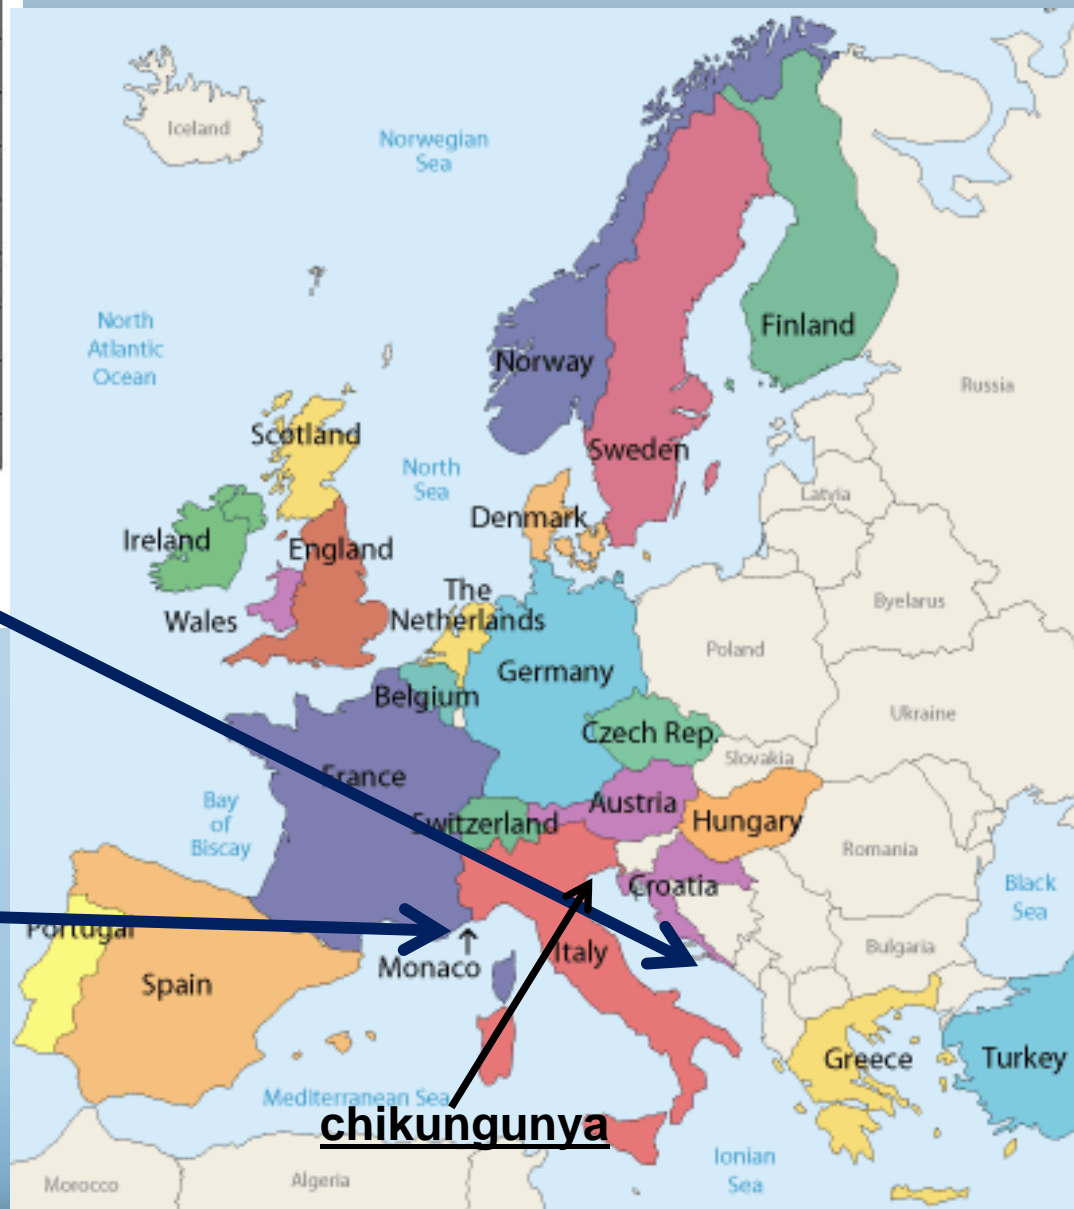 Iceland
Norwegian
Sea
North
Atlantic
Ocean
Finland
Norway
Russia
Scotland
Sweden
North
Sea
Latvia
Denmark
Ireland
England
The
Netherlands
Byelarus
Wales
Poland
Germany
Belgium
Ukraine
Czech Rep.
Slovakia
France
Bay
of
Biscay
Austria
Switzerland
Hungary
Romania
Croatia
Black
Sea
Portugal
Bulgaria
Italy
Monaco
Spain
Greece
Turkey
Mediterranean Sea
chikungunya
Ionian
Sea
Morocco
Algeria